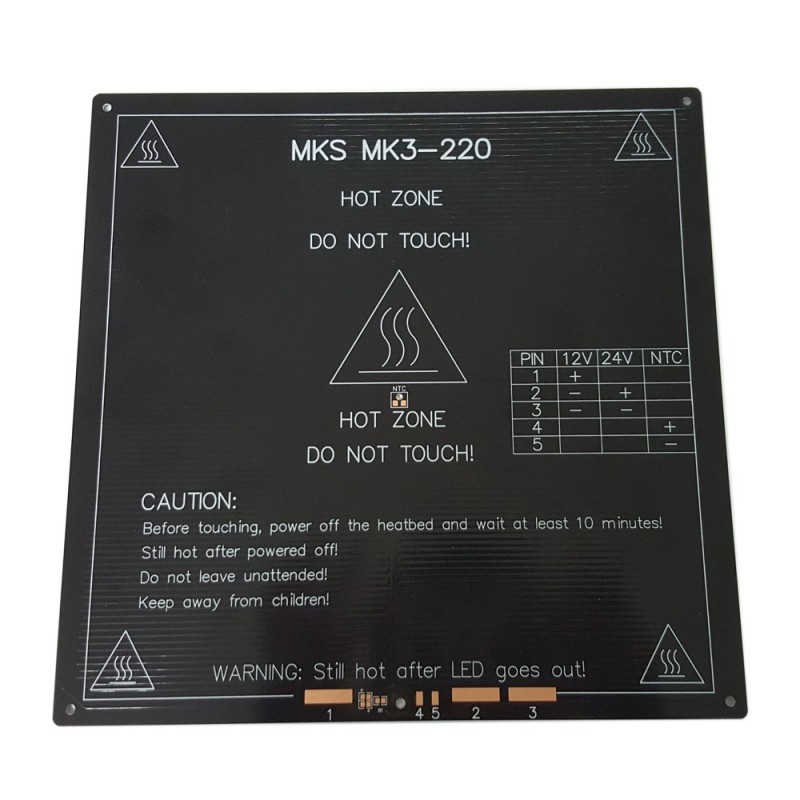 MKS MK3-220
HOT ZONE
DO NOT TOUCH!
PIN 12V 24V NTC
1 +
2 - +
3 - -
4 +
5 -
NTC
HOT ZONE
DO NOT TOUCH!
CAUTION:
Before touching, power off the heatbed and wait at least 10 minutes!
Still hot after powered off!
Do not leave unattended!
Keep away from children!
WARNING: Still hot after LED goes out!
1 4 5 2 3